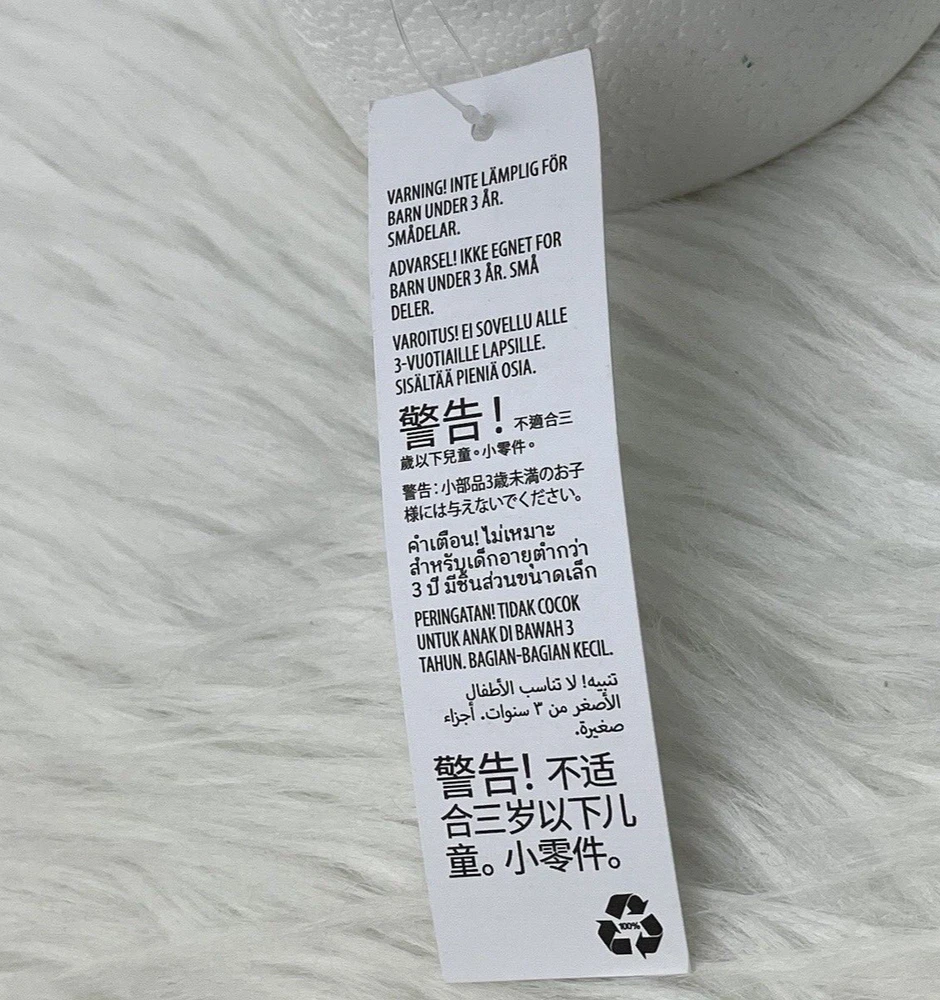 VARNING! INTE LÄMPLIG FÖR
BARN UNDER 3 ÅR.
SMÅDELAR.
ADVARSEL! IKKE EGNET FOR
BARN UNDER 3 ÅR. SMÅ
DELER.
VAROITUS! EI SOVELLU ALLE
3-VUOTIAILLE LAPSILLE.
SISÄLTÄÄ PIENIÄ OSIA.
警告！不適合三
歲以下兒童。小零件。
警告：小部品3歳未満のお子
様には与えないでください。
คำเตือน! ไม่เหมาะ
สำหรับเด็กอายุต่ำกว่า
3 ปี มีชิ้นส่วนขนาดเล็ก
PERINGATAN! TIDAK COCOK
UNTUK ANAK DI BAWAH 3
TAHUN. BAGIAN-BAGIAN KECIL.
تنبيه! لا تناسب الأطفال
الأصغر من ٣ سنوات. أجزاء
صغيرة.
警告! 不适
合三岁以下儿
童。小零件。
100%